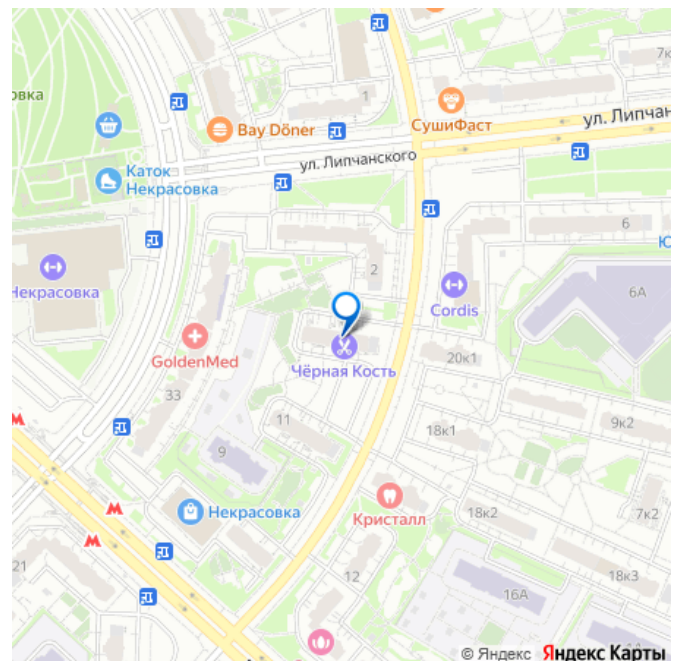 7к
1
СушиФаст
овка
Bay Döner
ул. Липчан
ул. Липчанского
Каток
Некрасовка
6
2
Ю
Некрасовка
6А
Cordis
GoldenMed
20к1
Чёрная Кость
33
9к2
11
18к1
9
Некрасовка
Кристалл
18к2
7к2
21
12
18к3
16А
© Яндекс Яндекс Карты